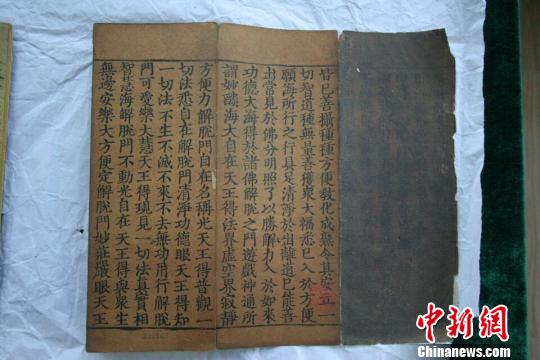 皆已善攝種種方便教化成熟令其安立一
切智道種無量善獲衆大福悉已入於方便
願海所行之行具足清淨於出離道已能善
出常見於佛分明照了以勝解力入於如來
功德大海得於諸佛解脫之門遊戲神通所
謂妙燄海大自在天王得法界虛空界寂靜
方便力解脫門自在名稱光天王得普觀一
切法悉自在解脫門清淨功德眼天王得知
一切法不生不滅不來不去無功用行解脫
門可愛樂大慧天王得現見一切法真實相
智慧海解脫門不動光自在天王得與衆生
無邊安樂大方便定解脫門妙莊嚴眼天王
中新网
Chinanews.com